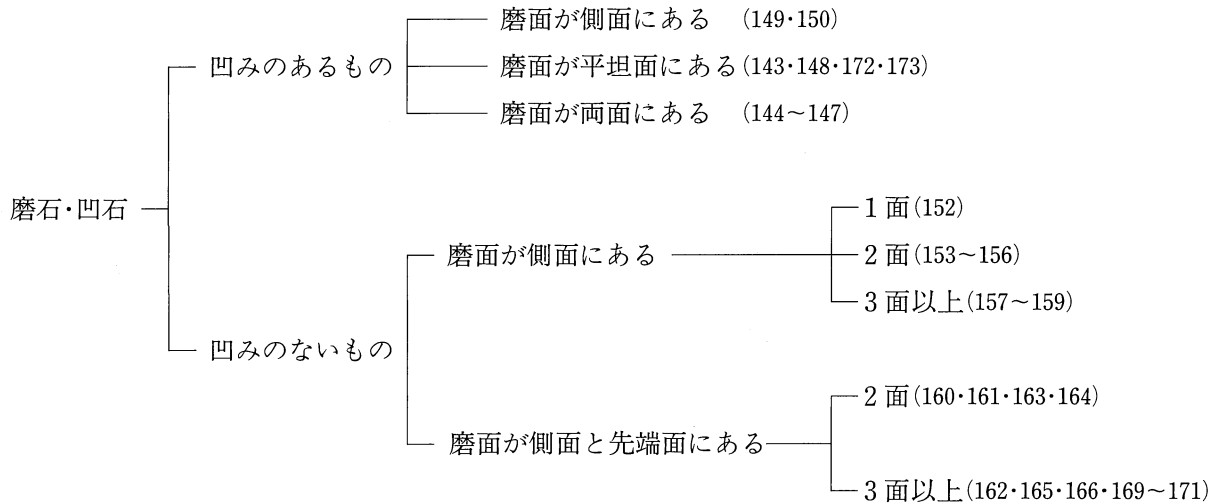 磨面が側面にある (149・150)
凹みのあるもの
磨面が平坦面にある(143・148・172・173)
磨面が両面にある (144～147)
磨石・凹石
1面(152)
磨面が側面にある
2面(153～156)
3面以上(157～159)
凹みのないもの
2面(160・161・163・164)
磨面が側面と先端面にある
3面以上(162・165・166・169～171)